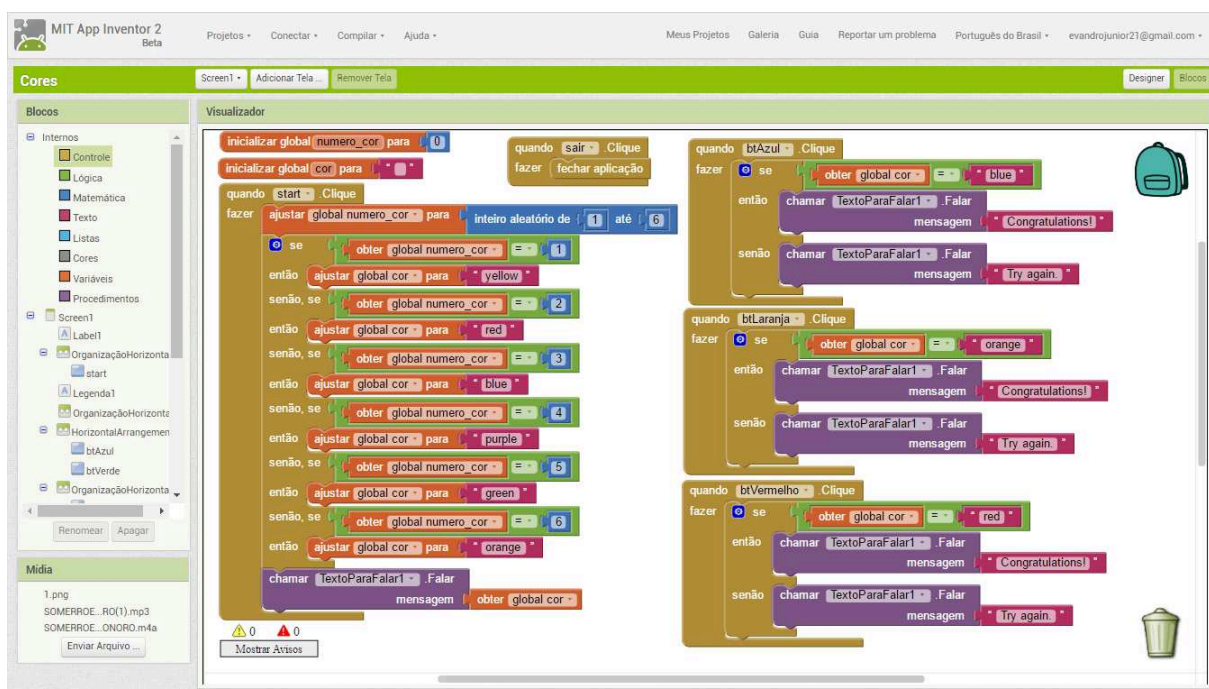 MIT App Inventor 2
Beta
Projetos
Conectar
Compilar
Ajuda
Meus Projetos
Galeria
Guia
Reportar um problema
Português do Brasil
evandrojunior21@gmail.com
Cores
Screen1
Adicionar Tela ...
Remover Tela
Designer
Blocos
Blocos
Internos
Controle
Lógica
Matemática
Texto
Listas
Cores
Variáveis
Procedimentos
Screen1
Label1
OrganizaçãoHorizonta
start
Legenda1
OrganizaçãoHorizonta
HorizontalArrangemen
btAzul
btVerde
OrganizaçãoHorizonta
Renomear Apagar
Mídia
1.png
SOMERROE...RO(1).mp3
SOMERROE...ONORO.m4a
Enviar Arquivo ...
Visualizador
inicializar global numero_cor para 0
inicializar global cor para " "
quando start .Clique
fazer ajustar global numero_cor para inteiro aleatório de 1 até 6
se obter global numero_cor = 1
então ajustar global cor para " yellow "
senão, se obter global numero_cor = 2
então ajustar global cor para " red "
senão, se obter global numero_cor = 3
então ajustar global cor para " blue "
senão, se obter global numero_cor = 4
então ajustar global cor para " purple "
senão, se obter global numero_cor = 5
então ajustar global cor para " green "
senão, se obter global numero_cor = 6
então ajustar global cor para " orange "
chamar TextoParaFalar1 .Falar
mensagem obter global cor
0 0
Mostrar Avisos
quando sair .Clique
fazer fechar aplicação
quando btAzul .Clique
fazer se obter global cor = " blue "
então chamar TextoParaFalar1 .Falar
mensagem " Congratulations! "
senão chamar TextoParaFalar1 .Falar
mensagem " Try again. "
quando btLaranja .Clique
fazer se obter global cor = " orange "
então chamar TextoParaFalar1 .Falar
mensagem " Congratulations! "
senão chamar TextoParaFalar1 .Falar
mensagem " Try again. "
quando btVermelho .Clique
fazer se obter global cor = " red "
então chamar TextoParaFalar1 .Falar
mensagem " Congratulations! "
senão chamar TextoParaFalar1 .Falar
mensagem " Try again. "